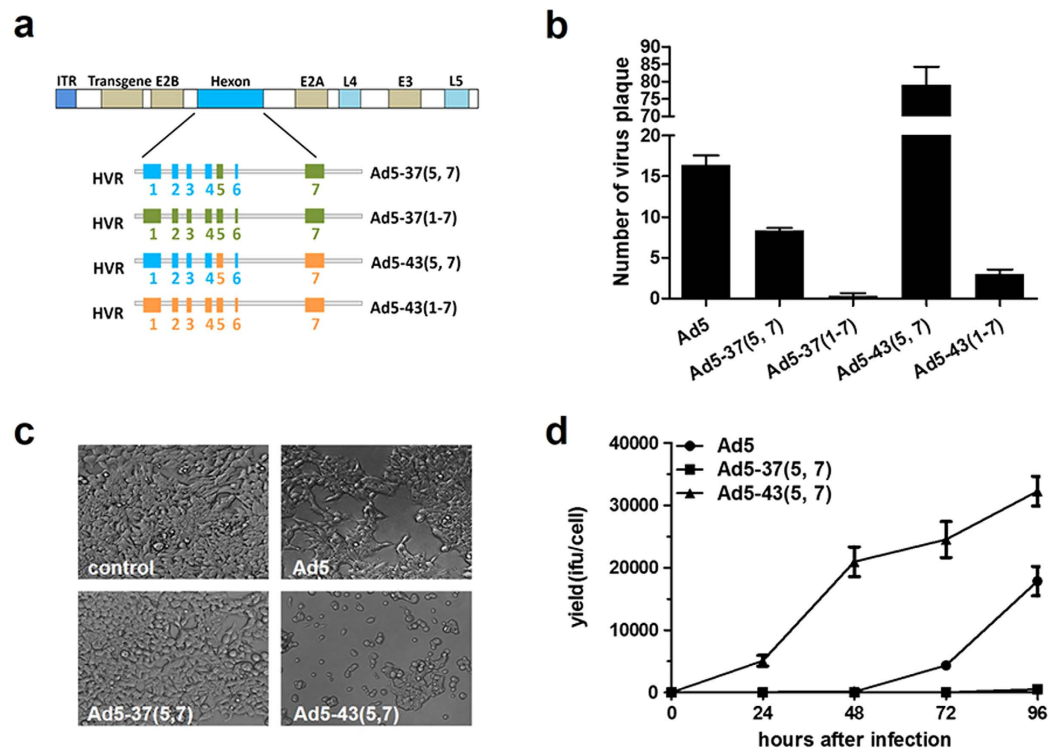 a
ITR Transgene E2B Hexon E2A L4 E3 L5
HVR Ad5-37(5, 7)
1 2 3 4 5 6 7
HVR Ad5-37(1-7)
1 2 3 4 5 6 7
HVR Ad5-43(5, 7)
1 2 3 4 5 6 7
HVR Ad5-43(1-7)
1 2 3 4 5 6 7
b
Number of virus plaque
90
85
80
75
70
20
15
10
5
0
Ad5
Ad5-37(5, 7)
Ad5-37(1-7)
Ad5-43(5, 7)
Ad5-43(1-7)
c
control
Ad5
Ad5-37(5,7)
Ad5-43(5,7)
d
Ad5
Ad5-37(5, 7)
Ad5-43(5, 7)
yield(ifu/cell)
40000
30000
20000
10000
0
0 24 48 72 96
hours after infection